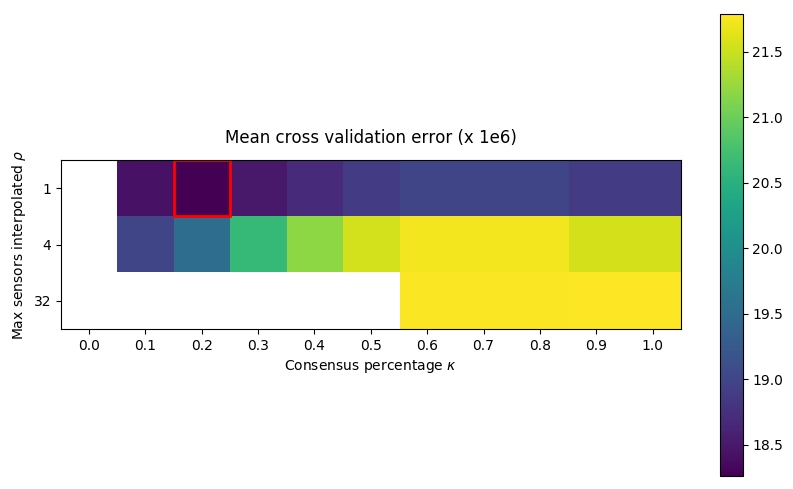 Mean cross validation error (x 1e6)
Max sensors interpolated ρ
1
4
32
0.0 0.1 0.2 0.3 0.4 0.5 0.6 0.7 0.8 0.9 1.0
Consensus percentage κ
21.5
21.0
20.5
20.0
19.5
19.0
18.5